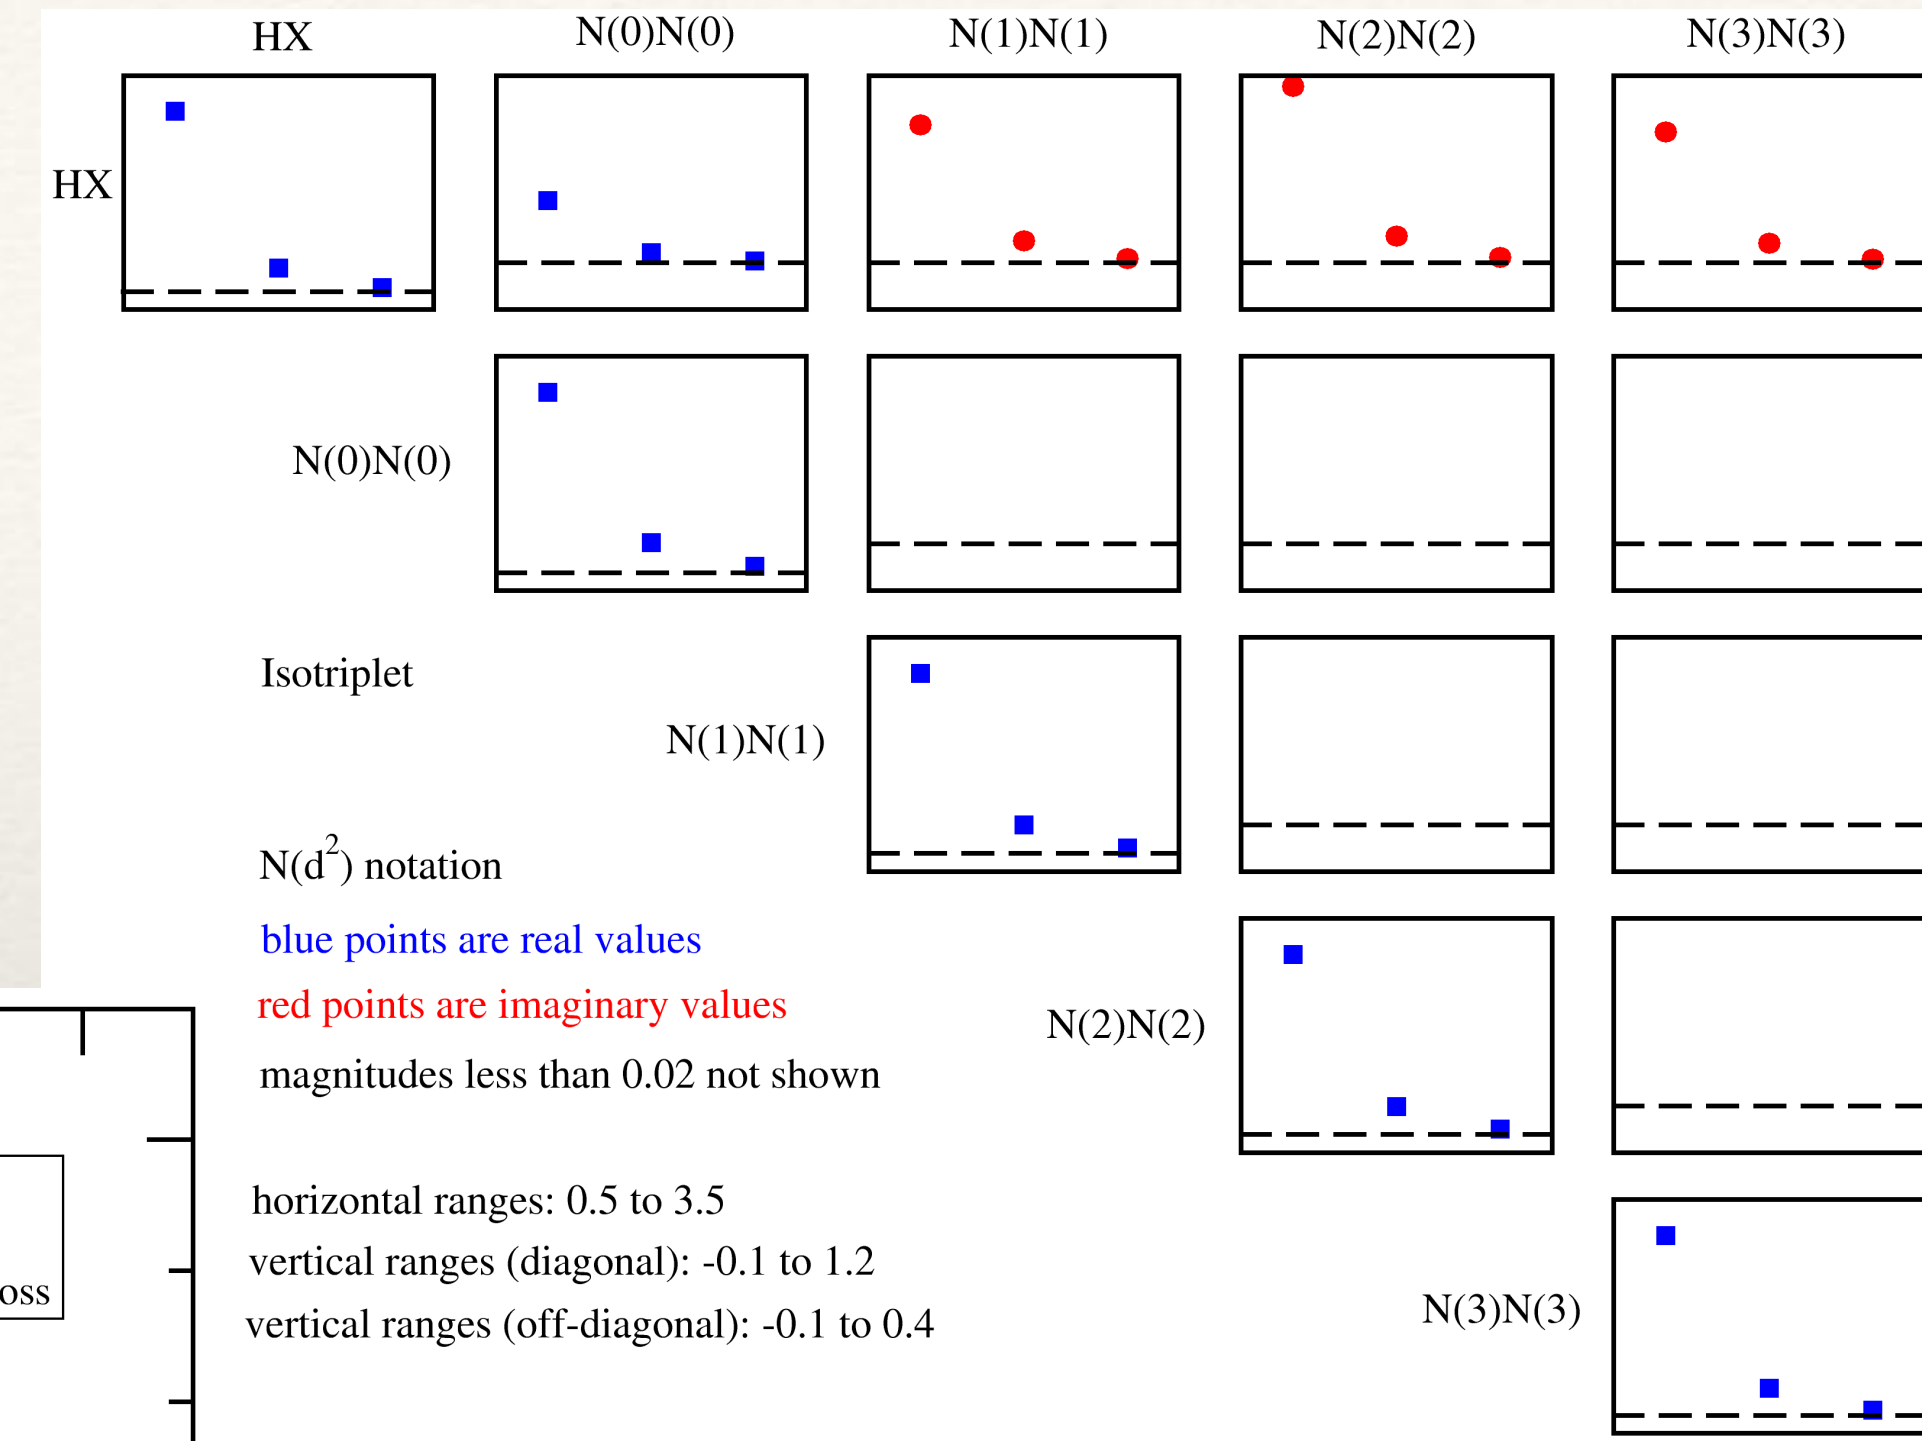 HX
N(0)N(0)
N(1)N(1)
N(2)N(2)
N(3)N(3)
HX
N(0)N(0)
Isotriplet
N(1)N(1)
N(d²) notation
blue points are real values
red points are imaginary values
N(2)N(2)
magnitudes less than 0.02 not shown
horizontal ranges: 0.5 to 3.5
vertical ranges (diagonal): -0.1 to 1.2
oss
vertical ranges (off-diagonal): -0.1 to 0.4
N(3)N(3)